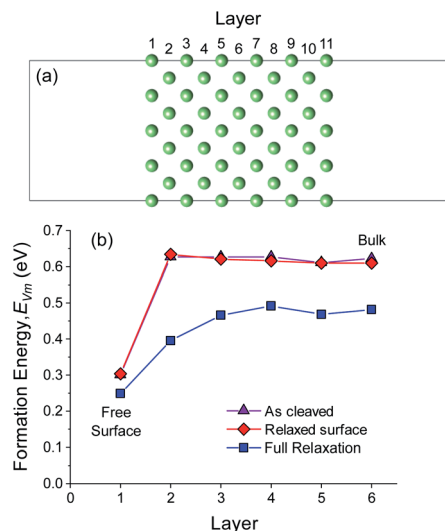 Layer
1 3 5 7 9 11
2 4 6 8 10
(a)
0.7
(b)
Bulk
0.6
0.5
0.4
0.3
0.2
0.1
0.0
Formation Energy, E_Vm (eV)
Free
Surface
As cleaved
Relaxed surface
Full Relaxation
0 1 2 3 4 5 6
Layer